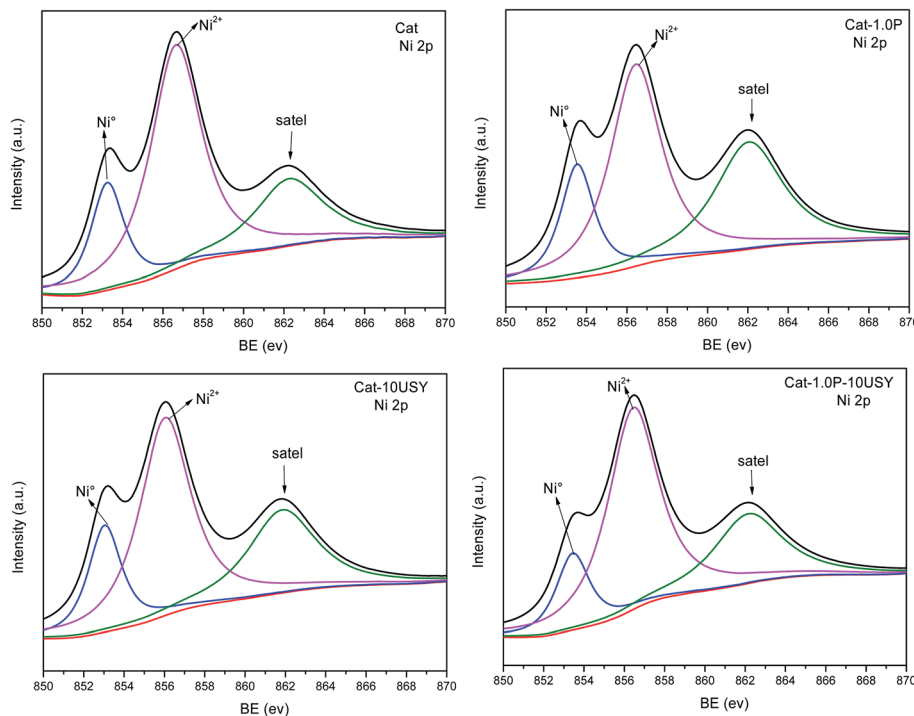 Cat
Ni 2p
Ni²⁺
Ni°
satel
Intensity (a.u.)
850 852 854 856 858 860 862 864 866 868 870
BE (ev)
Cat-1.0P
Ni 2p
Ni²⁺
Ni°
satel
Intensity (a.u.)
850 852 854 856 858 860 862 864 866 868 870
BE (ev)
Cat-10USY
Ni 2p
Ni²⁺
Ni°
satel
Intensity (a.u.)
850 852 854 856 858 860 862 864 866 868 870
BE (ev)
Cat-1.0P-10USY
Ni 2p
Ni²⁺
Ni°
satel
Intensity (a.u.)
850 852 854 856 858 860 862 864 866 868 870
BE (ev)